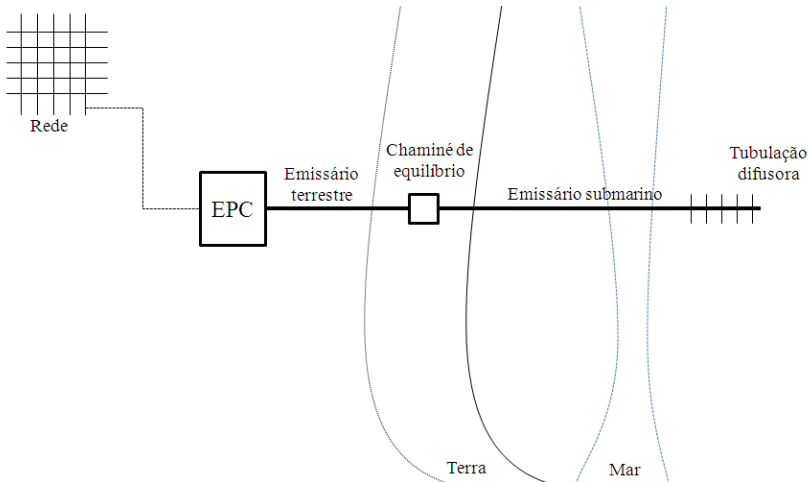 Rede
EPC
Emissário
terrestre
Chaminé de
equilíbrio
Emissário submarino
Tubulação
difusora
Terra
Mar